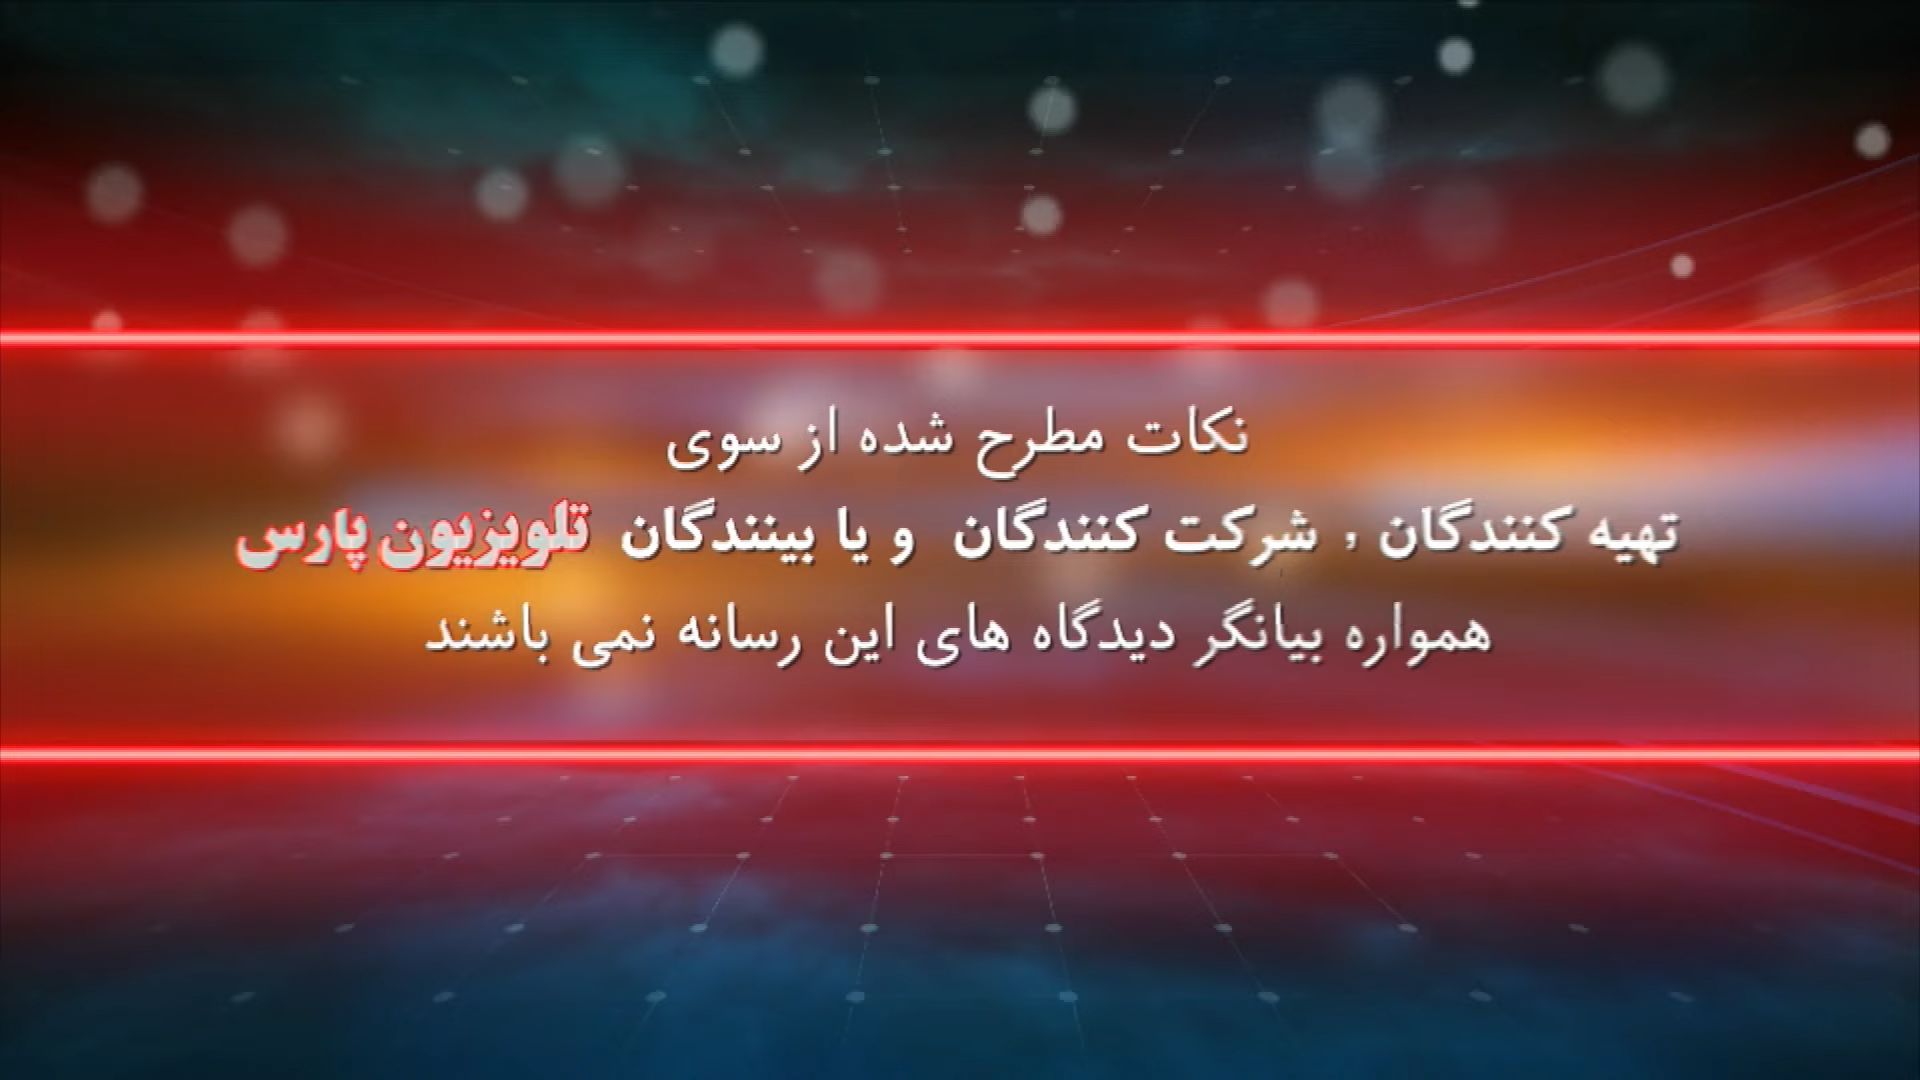 نکات مطرح شده از سوی
تهیه کنندگان , شرکت کنندگان و یا بینندگان تلویزیون پارس
همواره بیانگر دیدگاه های این رسانه نمی باشند